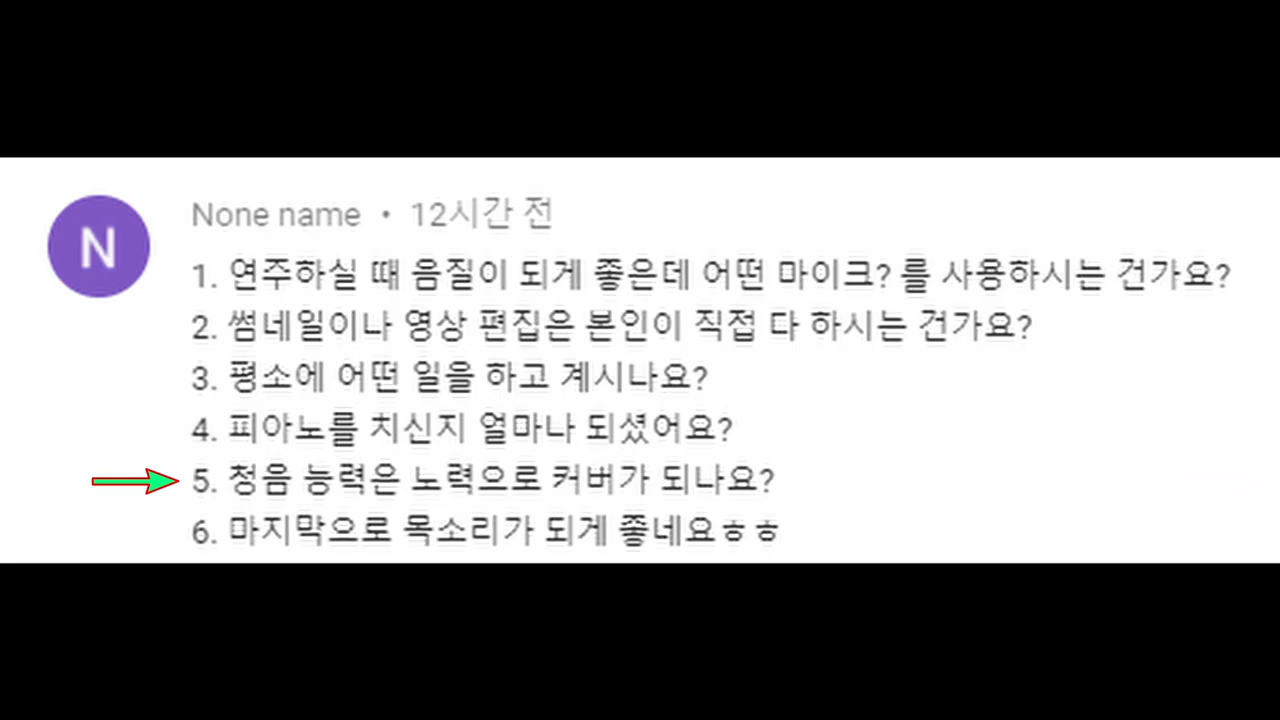 N
None name • 12시간 전
1. 연주하실 때 음질이 되게 좋은데 어떤 마이크? 를 사용하시는 건가요?
2. 썸네일이나 영상 편집은 본인이 직접 다 하시는 건가요?
3. 평소에 어떤 일을 하고 계시나요?
4. 피아노를 치신지 얼마나 되셨어요?
5. 청음 능력은 노력으로 커버가 되나요?
6. 마지막으로 목소리가 되게 좋네요ㅎㅎ